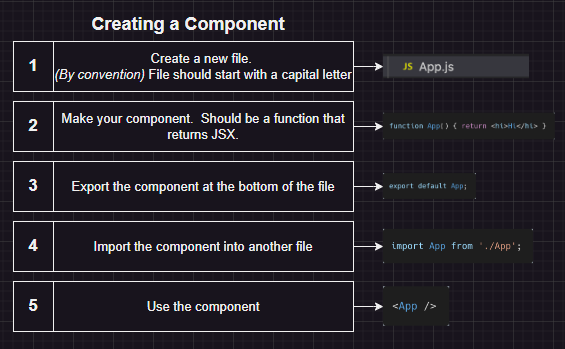 Creating a Component
1
Create a new file.
(By convention) File should start with a capital letter
JS App.js
2
Make your component. Should be a function that
returns JSX.
function App() { return <h1>Hi</h1> }
3
Export the component at the bottom of the file
export default App;
4
Import the component into another file
import App from './App';
5
Use the component
<App />